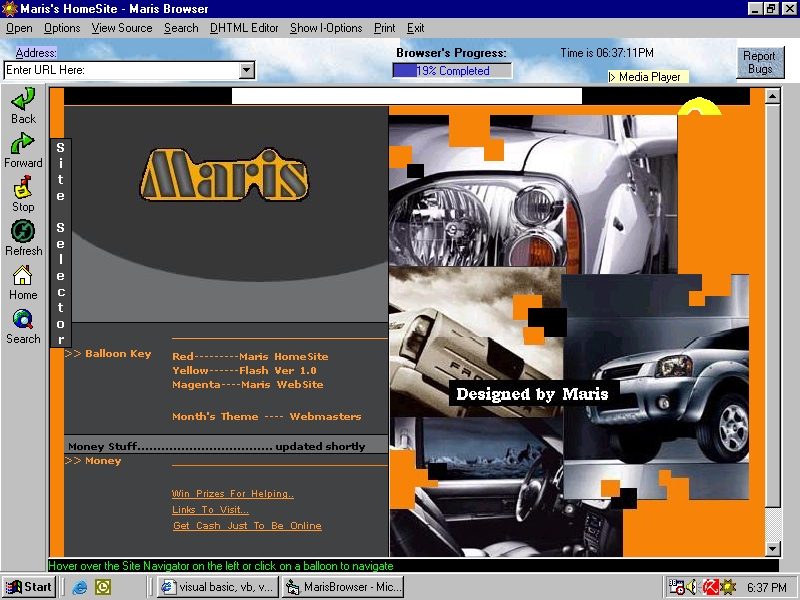 Maris's HomeSite - Maris Browser
Open Options View Source Search DHTML Editor Show I-Options Print Exit
Address:
Enter URL Here:
Browser's Progress:
19% Completed
Time is 06:37:11PM
Media Player
Report
Bugs
Back
Forward
Stop
Refresh
Home
Search
Site Selector
Maris
>> Balloon Key
Red---------Maris HomeSite
Yellow------Flash Ver 1.0
Magenta----Maris WebSite
Month's Theme ---- Webmasters
Money Stuff.................................. updated shortly
>> Money
Win Prizes For Helping..
Links To Visit...
Get Cash Just To Be Online
Designed by Maris
Hover over the Site Navigator on the left or click on a balloon to navigate
Start
visual basic, vb, v...
MarisBrowser - Mic...
6:37 PM